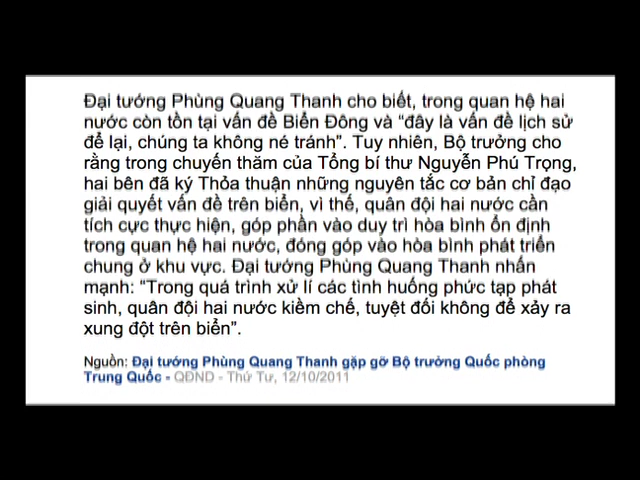 Đại tướng Phùng Quang Thanh cho biết, trong quan hệ hai
nước còn tồn tại vấn đề Biển Đông và “đây là vấn đề lịch sử
để lại, chúng ta không né tránh”. Tuy nhiên, Bộ trưởng cho
rằng trong chuyến thăm của Tổng bí thư Nguyễn Phú Trọng,
hai bên đã ký Thỏa thuận những nguyên tắc cơ bản chỉ đạo
giải quyết vấn đề trên biển, vì thế, quân đội hai nước cần
tích cực thực hiện, góp phần vào duy trì hòa bình ổn định
trong quan hệ hai nước, đóng góp vào hòa bình phát triển
chung ở khu vực. Đại tướng Phùng Quang Thanh nhấn
mạnh: “Trong quá trình xử lí các tình huống phức tạp phát
sinh, quân đội hai nước kiềm chế, tuyệt đối không để xảy ra
xung đột trên biển”.
Nguồn: Đại tướng Phùng Quang Thanh gặp gỡ Bộ trưởng Quốc phòng
Trung Quốc - QĐND - Thứ Tư, 12/10/2011